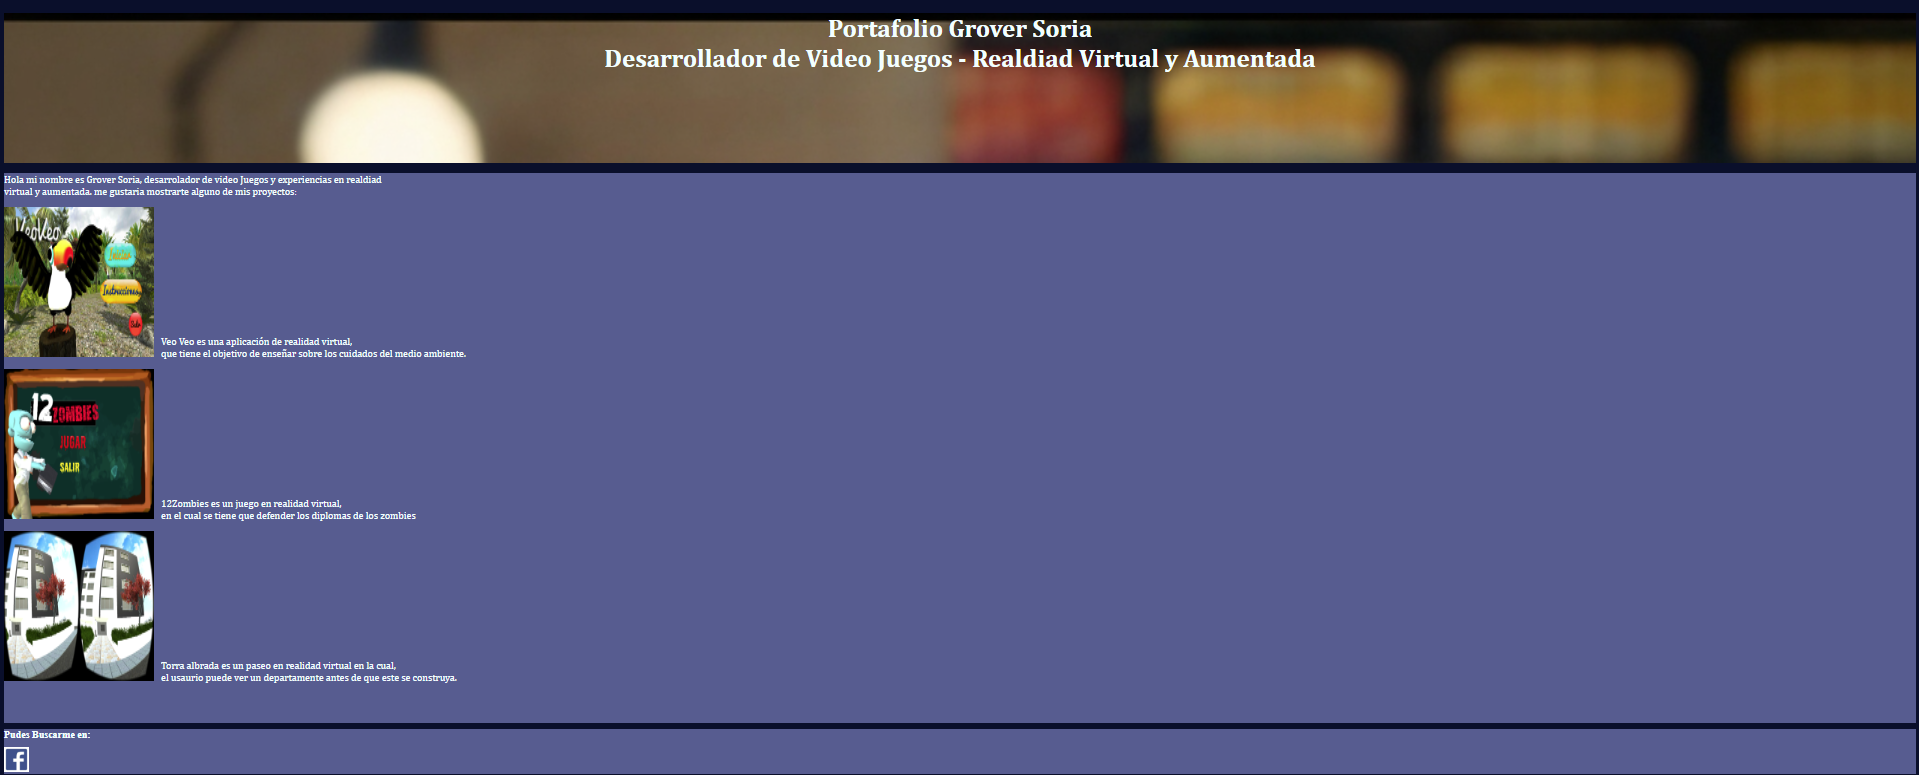 Portafolio Grover Soria
Desarrollador de Video Juegos - Realdiad Virtual y Aumentada
Hola mi nombre es Grover Soria, desarrolador de video Juegos y experiencias en realdiad
virtual y aumentada. me gustaria mostrarte alguno de mis proyectos:
VeoVeo
Iniciar
Instrucciones
Salir
Veo Veo es una aplicación de realidad virtual,
que tiene el objetivo de enseñar sobre los cuidados del medio ambiente.
12 ZOMBIES
JUGAR
SALIR
12Zombies es un juego en realidad virtual,
en el cual se tiene que defender los diplomas de los zombies
Torra albrada es un paseo en realidad virtual en la cual,
el usaurio puede ver un departamente antes de que este se construya.
Pudes Buscarme en: